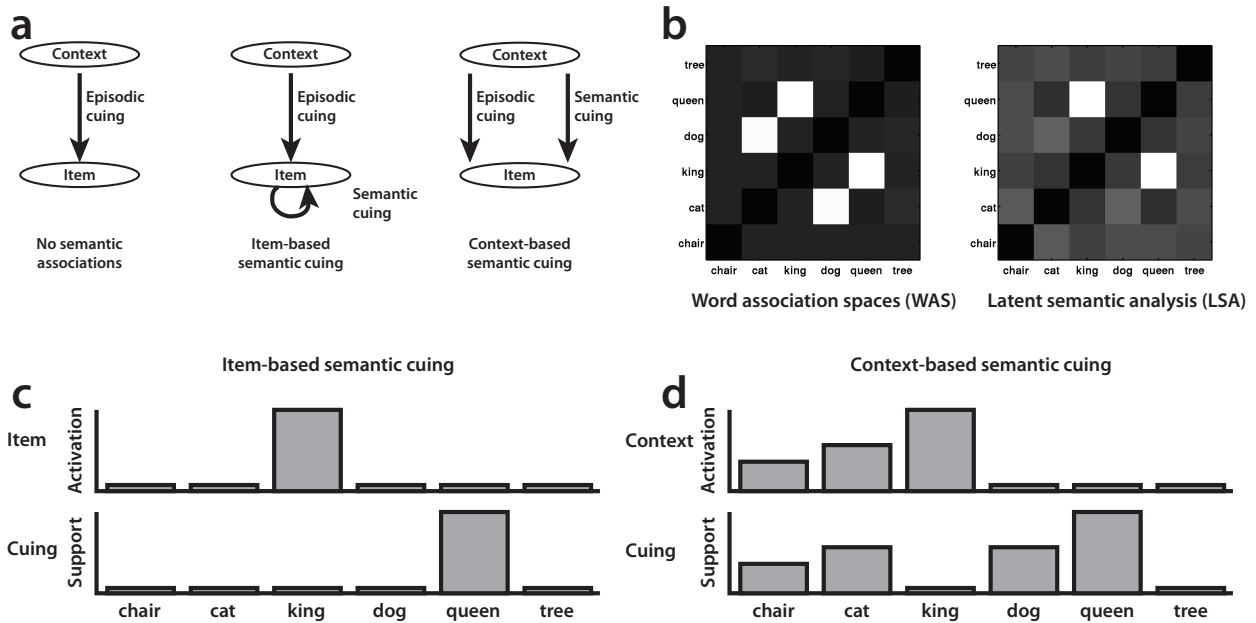 a
Context
Episodic
cuing
Item
No semantic
associations
Context
Episodic
cuing
Item
Semantic
cuing
Item-based
semantic cuing
Context
Episodic
cuing
Semantic
cuing
Item
Context-based
semantic cuing
b
tree
queen
dog
king
cat
chair
chair cat king dog queen tree
Word association spaces (WAS)
tree
queen
dog
king
cat
chair
chair cat king dog queen tree
Latent semantic analysis (LSA)
Item-based semantic cuing
c
Item
Activation
Cuing
Support
chair cat king dog queen tree
Context-based semantic cuing
d
Context
Activation
Cuing
Support
chair cat king dog queen tree